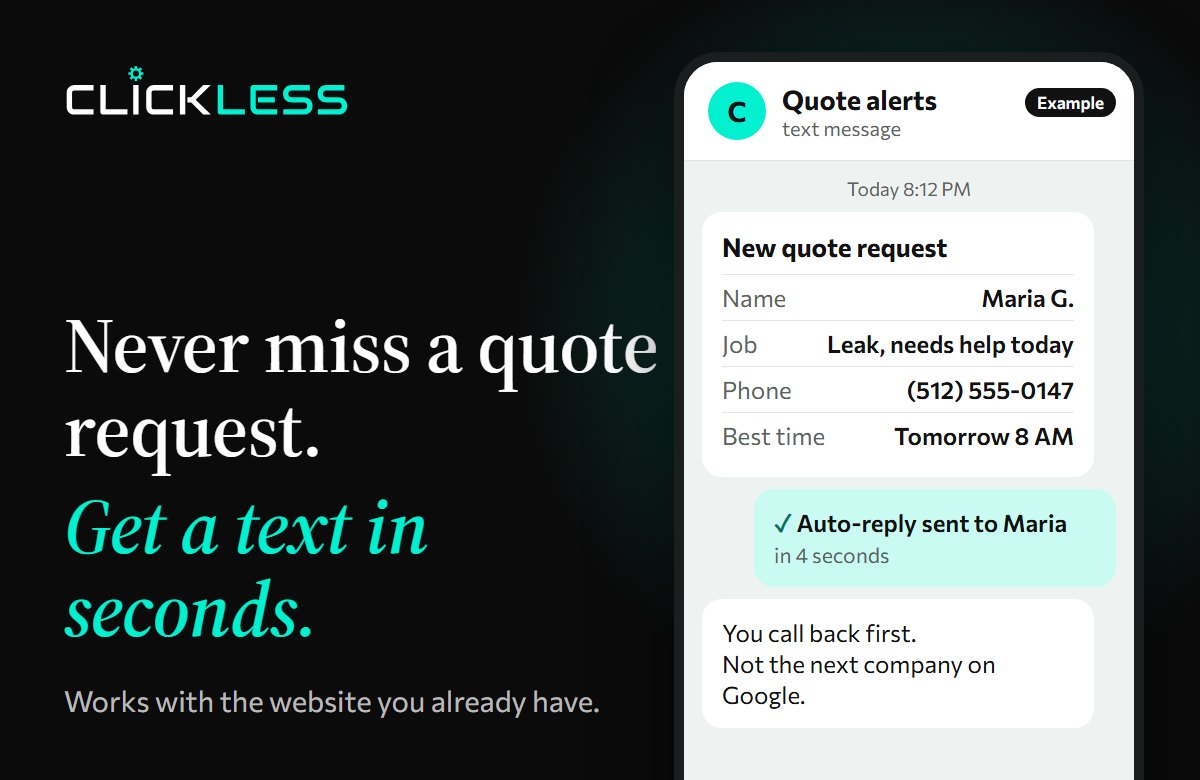 CLICKLESS
Never miss a quote
request.
Get a text in
seconds.
Works with the website you already have.
C
Quote alerts
text message
Example
Today 8:12 PM
New quote request
Name Maria G.
Job Leak, needs help today
Phone (512) 555-0147
Best time Tomorrow 8 AM
✓ Auto-reply sent to Maria
in 4 seconds
You call back first.
Not the next company on
Google.